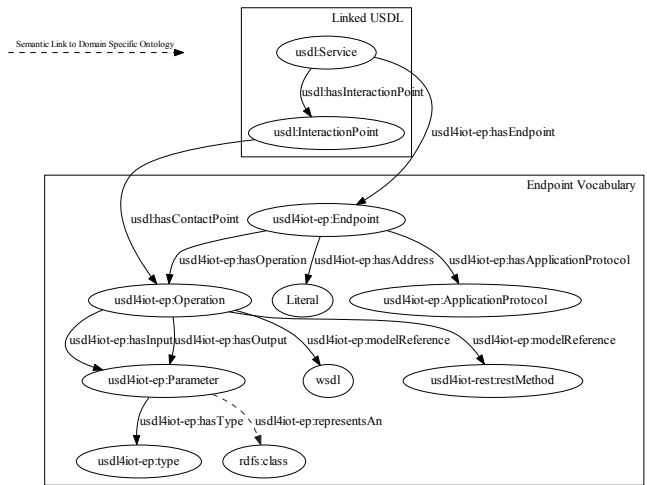 Linked USDL
Semantic Link to Domain Specific Ontology
usdl:Service
usdl:hasInteractionPoint
usdl:InteractionPoint
usdl4iot-ep:hasEndpoint
Endpoint Vocabulary
usdl:hasContactPoint
usdl4iot-ep:Endpoint
usdl4iot-ep:hasOperation
usdl4iot-ep:hasAddress
usdl4iot-ep:hasApplicationProtocol
usdl4iot-ep:Operation
Literal
usdl4iot-ep:ApplicationProtocol
usdl4iot-ep:hasInput
usdl4iot-ep:hasOutput
usdl4iot-ep:modelReference
usdl4iot-ep:modelReference
usdl4iot-ep:Parameter
wsdl
usdl4iot-rest:restMethod
usdl4iot-ep:hasType
usdl4iot-ep:representsAn
usdl4iot-ep:type
rdfs:class